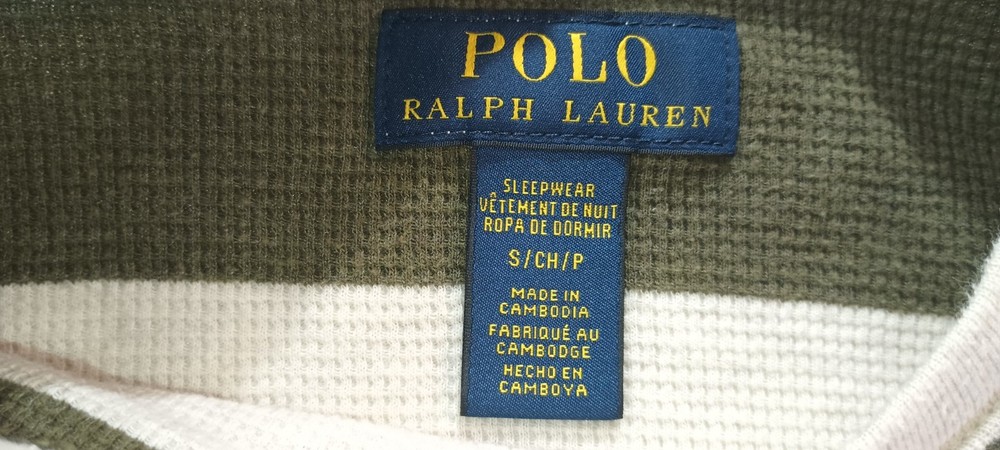 POLO
RALPH LAUREN
SLEEPWEAR
VÊTEMENT DE NUIT
ROPA DE DORMIR
S/CH/P
MADE IN
CAMBODIA
FABRIQUÉ AU
CAMBODGE
HECHO EN
CAMBOYA